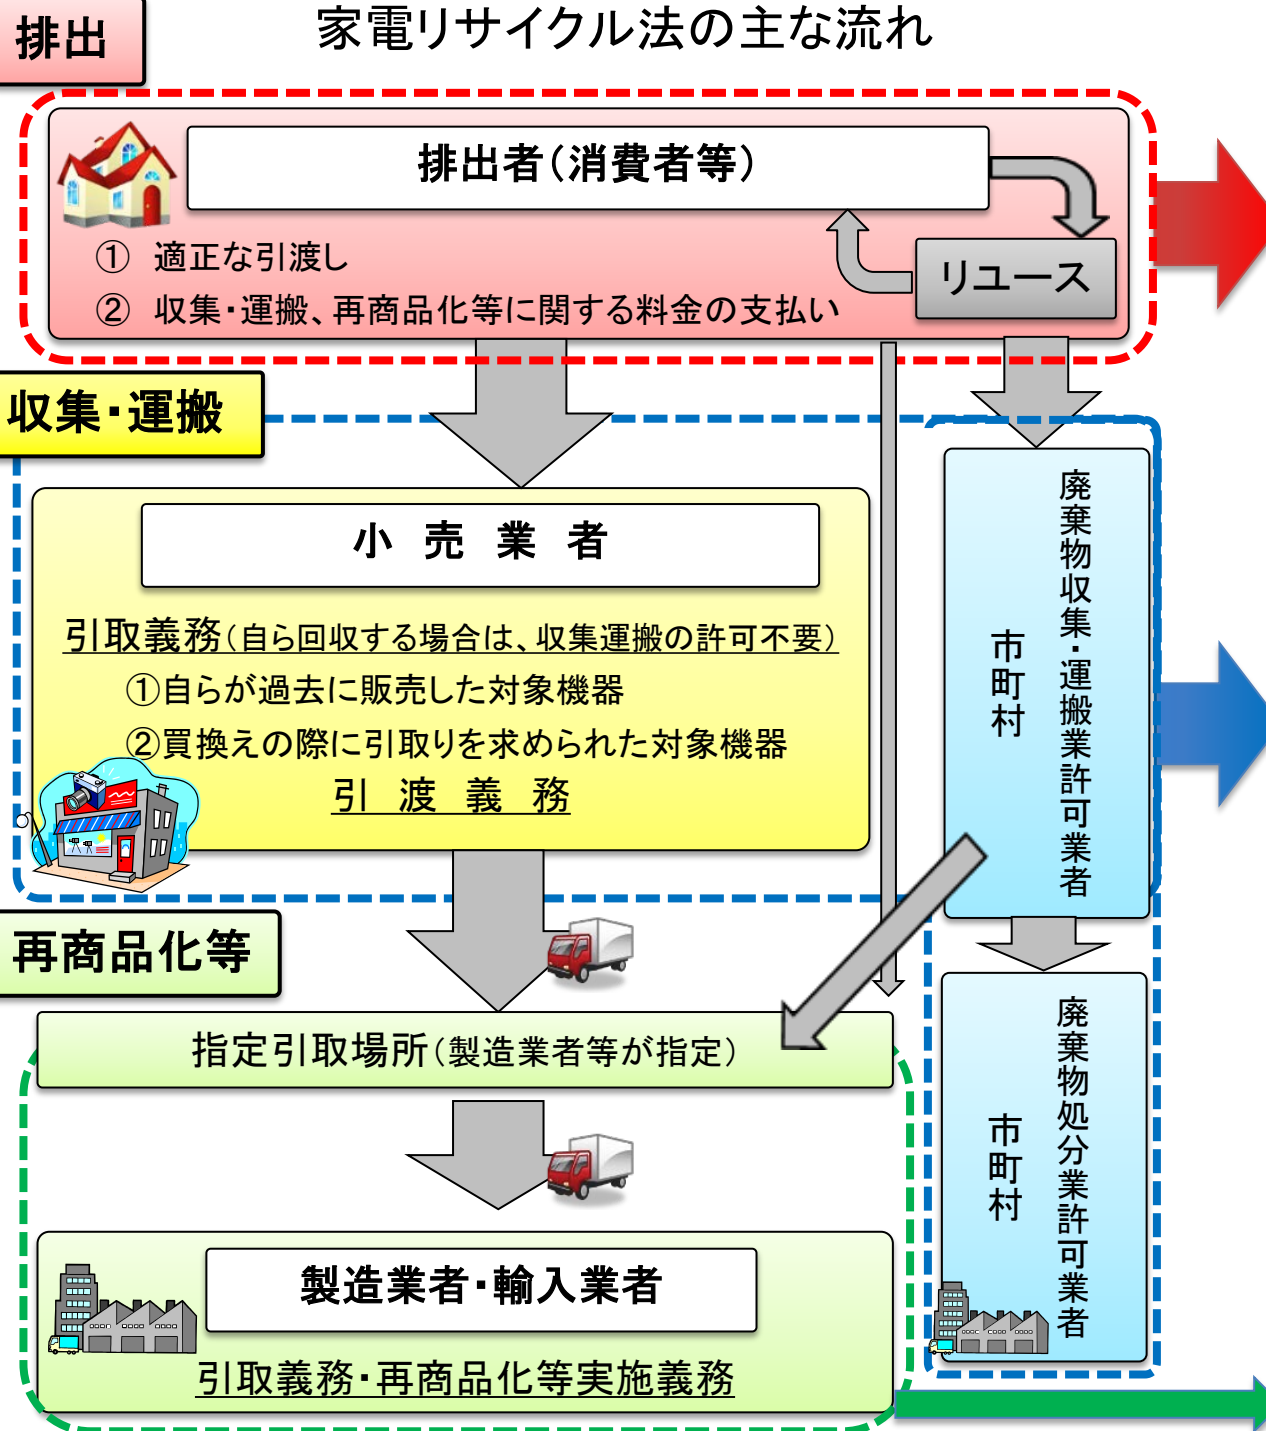 家電リサイクル法の主な流れ
排出
排出者（消費者等）
① 適正な引渡し
② 収集・運搬、再商品化等に関する料金の支払い
リユース
収集・運搬
小売業者
引取義務（自ら回収する場合は、収集運搬の許可不要）
①自らが過去に販売した対象機器
②買換えの際に引取りを求められた対象機器
引渡義務
廃棄物収集・運搬業許可業者
市町村
再商品化等
指定引取場所（製造業者等が指定）
廃棄物処分業許可業者
市町村
製造業者・輸入業者
引取義務・再商品化等実施義務